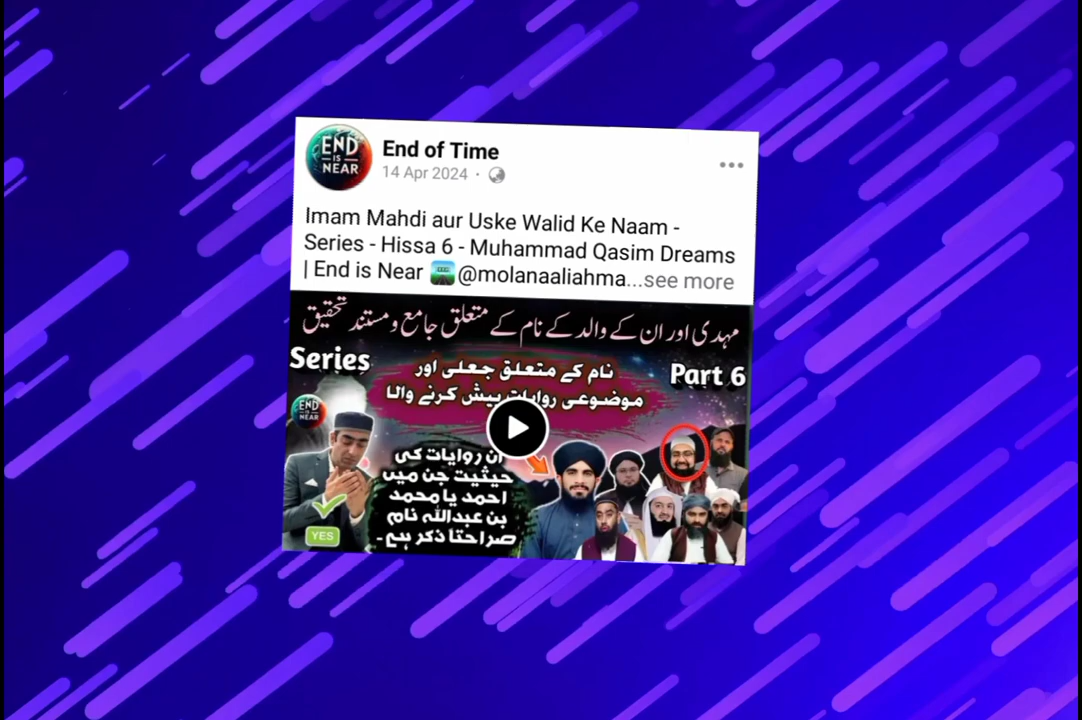 END
IS
NEAR
End of Time
14 Apr 2024
Imam Mahdi aur Uske Walid Ke Naam -
Series - Hissa 6 - Muhammad Qasim Dreams
| End is Near @molanaaliahma...see more
مہدی اور ان کے والد کے نام کے متعلق جامع و مستند تحقیق
Series
Part 6
نام کے متعلق جعلی اور
موضوعی روایات پیش کرنے والا
END
IS
NEAR
ان روایات کی
حیثیت جن میں
احمد یا محمد
بن عبداللہ نام
صراحتاً ذکر ہے۔
YES